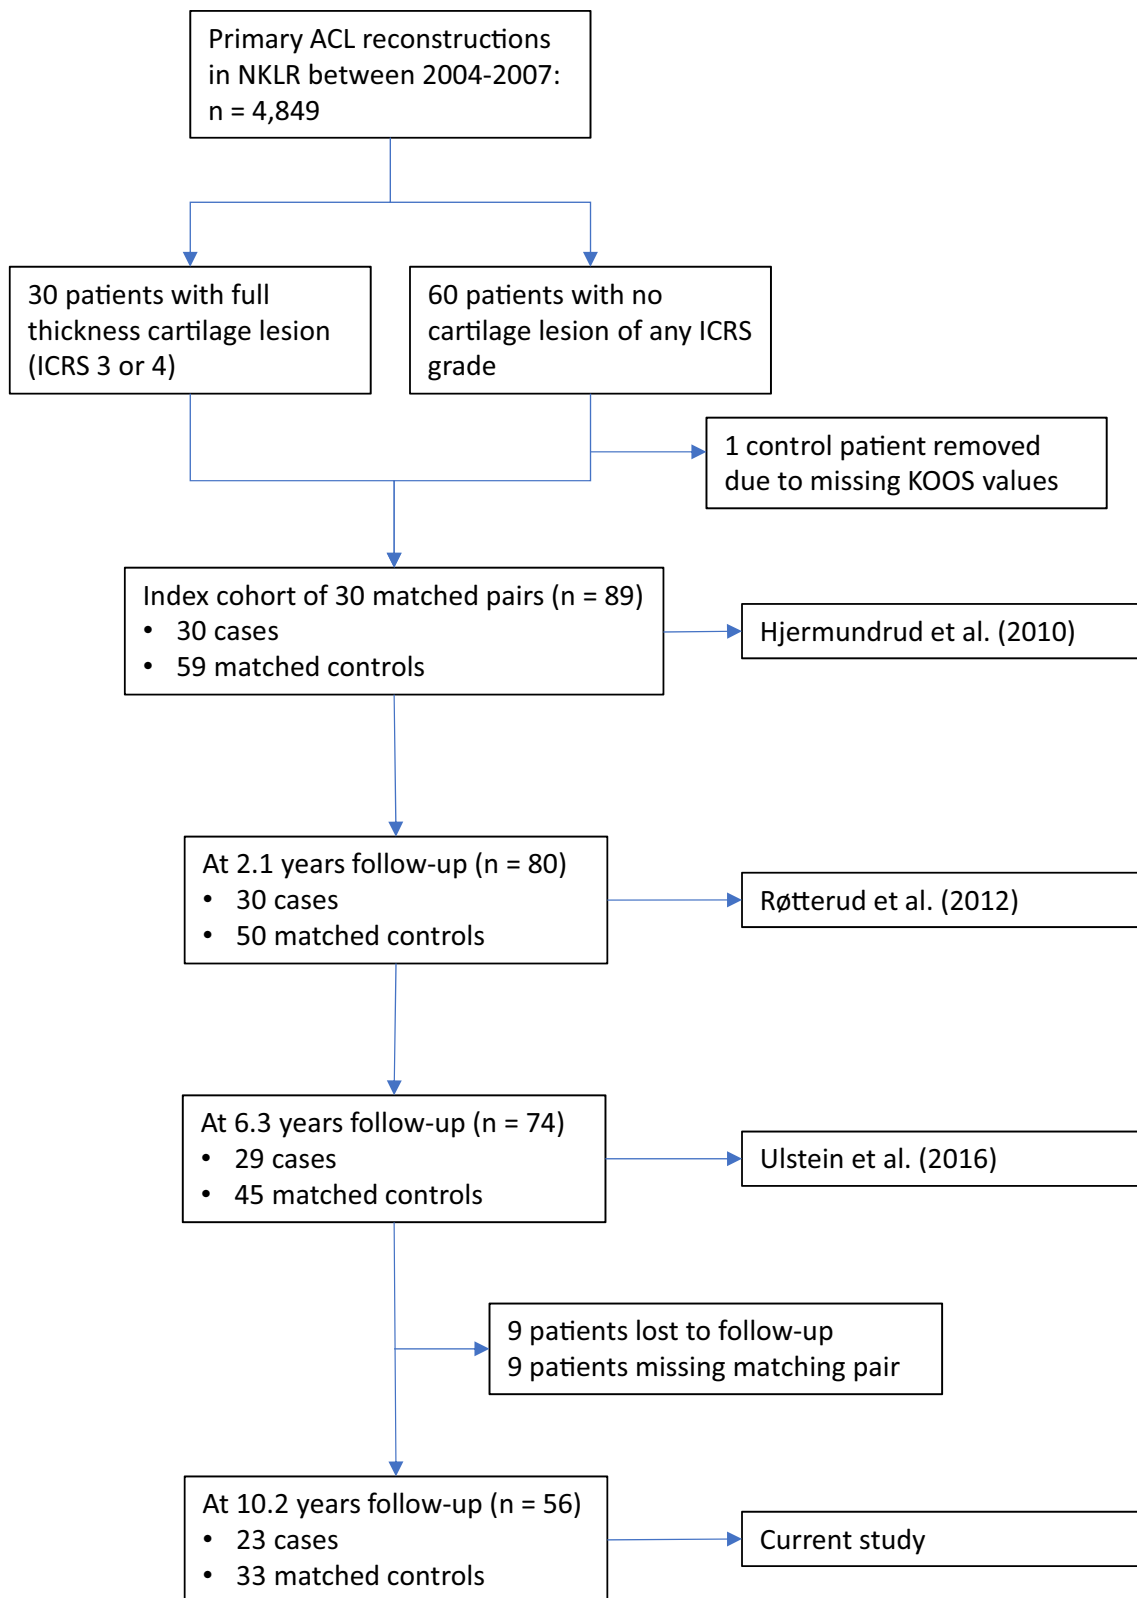 Primary ACL reconstructions
in NKLR between 2004-2007:
n = 4,849
30 patients with full
thickness cartilage lesion
(ICRS 3 or 4)
60 patients with no
cartilage lesion of any ICRS
grade
1 control patient removed
due to missing KOOS values
Index cohort of 30 matched pairs (n = 89)
• 30 cases
• 59 matched controls
Hjermundrud et al. (2010)
At 2.1 years follow-up (n = 80)
• 30 cases
• 50 matched controls
Røtterud et al. (2012)
At 6.3 years follow-up (n = 74)
• 29 cases
• 45 matched controls
Ulstein et al. (2016)
9 patients lost to follow-up
9 patients missing matching pair
At 10.2 years follow-up (n = 56)
• 23 cases
• 33 matched controls
Current study